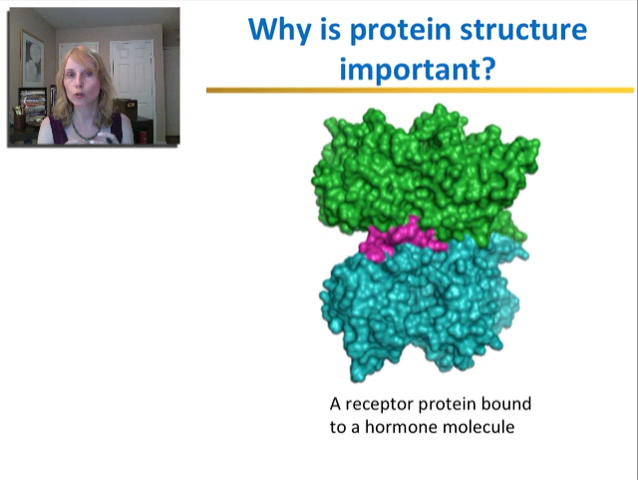 Why is protein structure
important?
A receptor protein bound
to a hormone molecule